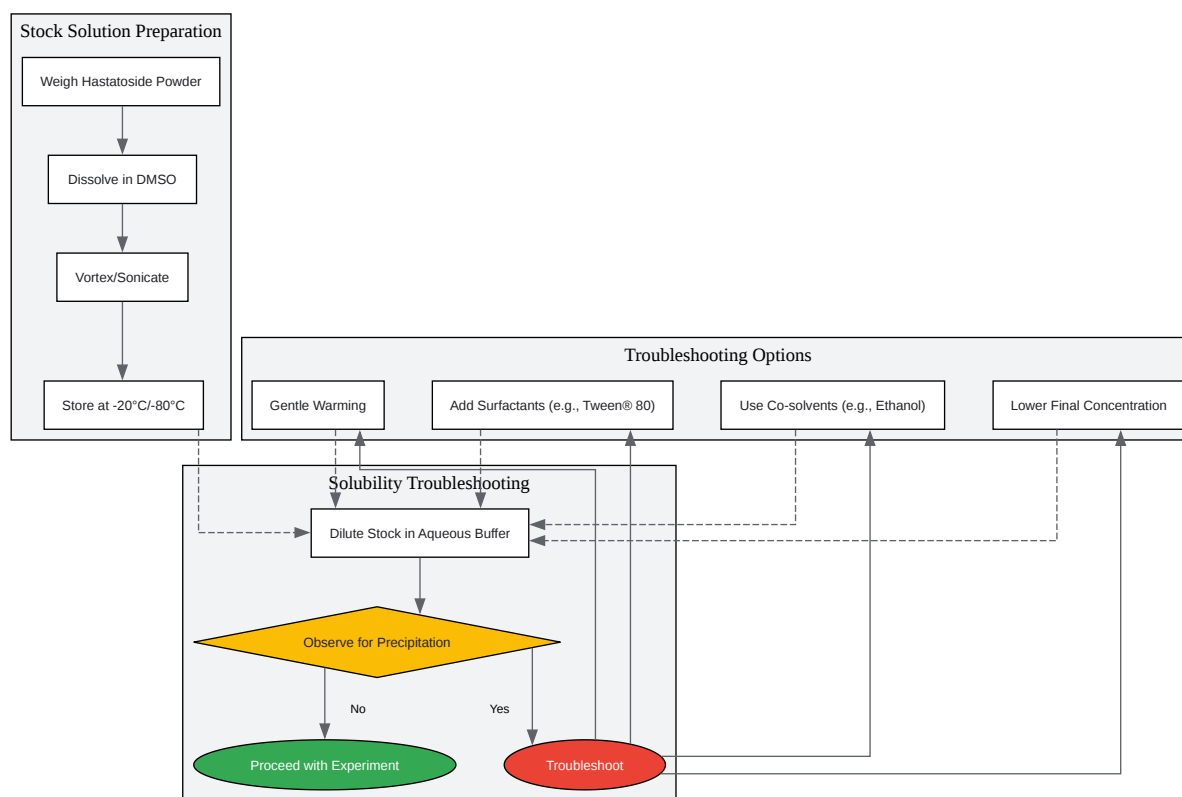 Stock Solution Preparation
Weigh Hastatoside Powder
Dissolve in DMSO
Vortex/Sonicate
Store at -20°C/-80°C
Troubleshooting Options
Gentle Warming
Add Surfactants (e.g., Tween® 80)
Use Co-solvents (e.g., Ethanol)
Lower Final Concentration
Solubility Troubleshooting
Dilute Stock in Aqueous Buffer
Observe for Precipitation
No
Yes
Proceed with Experiment
Troubleshoot